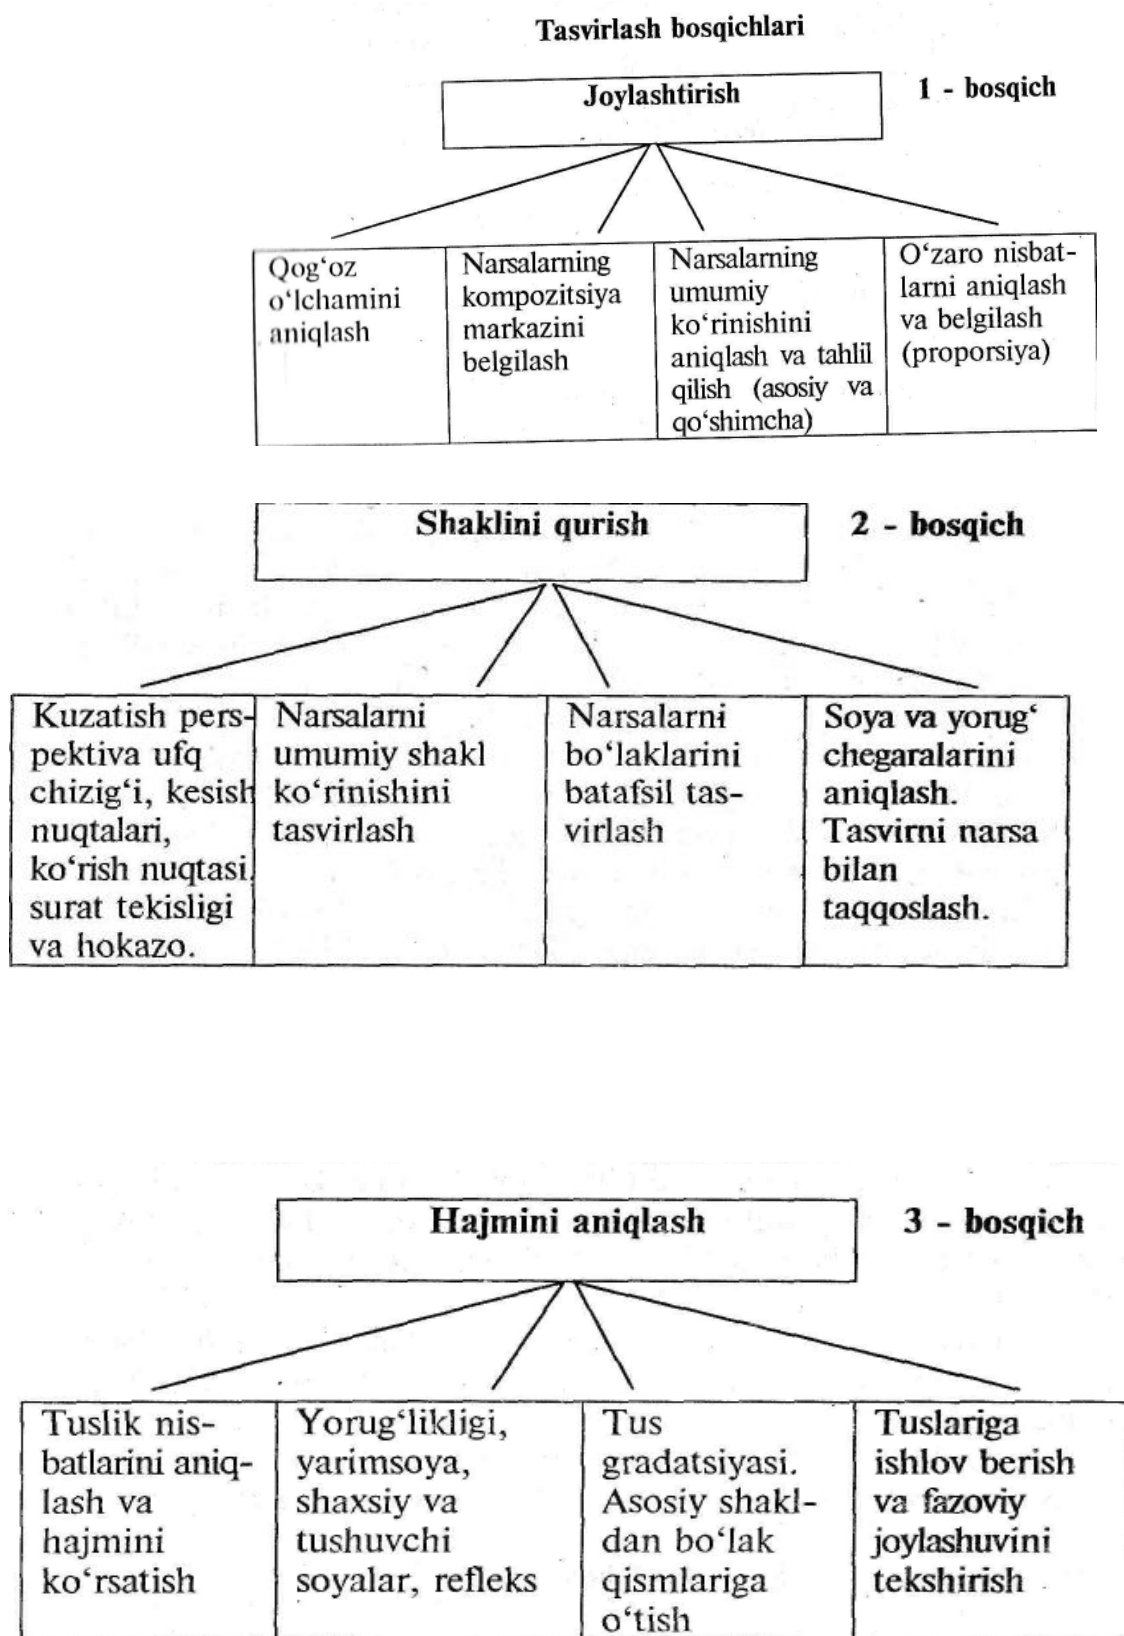 Tasvirlash bosqichlari
Joylashtirish
1 - bosqich
Qog‘oz
o‘lchamini
aniqlash
Narsalarning
kompozitsiya
markazini
belgilash
Narsalarning
umumiy
ko‘rinishini
aniqlash va tahlil
qilish (asosiy va
qo‘shimcha)
O‘zaro nisbat-
larni aniqlash
va belgilash
(proporsiya)
Shaklini qurish
2 - bosqich
Kuzatish pers-
pektiva ufq
chizig‘i, kesish
nuqtalari,
ko‘rish nuqtasi,
surat tekisligi
va hokazo.
Narsalarni
umumiy shakl
ko‘rinishini
tasvirlash
Narsalarni
bo‘laklarini
batafsil tas-
virlash
Soya va yorug‘
chegaralarini
aniqlash.
Tasvirni narsa
bilan
taqqoslash.
Hajmini aniqlash
3 - bosqich
Tuslik nis-
batlarini aniq-
lash va
hajmini
ko‘rsatish
Yorug‘likligi,
yarimsoya,
shaxsiy va
tushuvchi
soyalar, refleks
Tus
gradatsiyasi.
Asosiy shakl-
dan bo‘lak
qismlariga
o‘tish
Tuslariga
ishlov berish
va fazoviy
joylashuvini
tekshirish